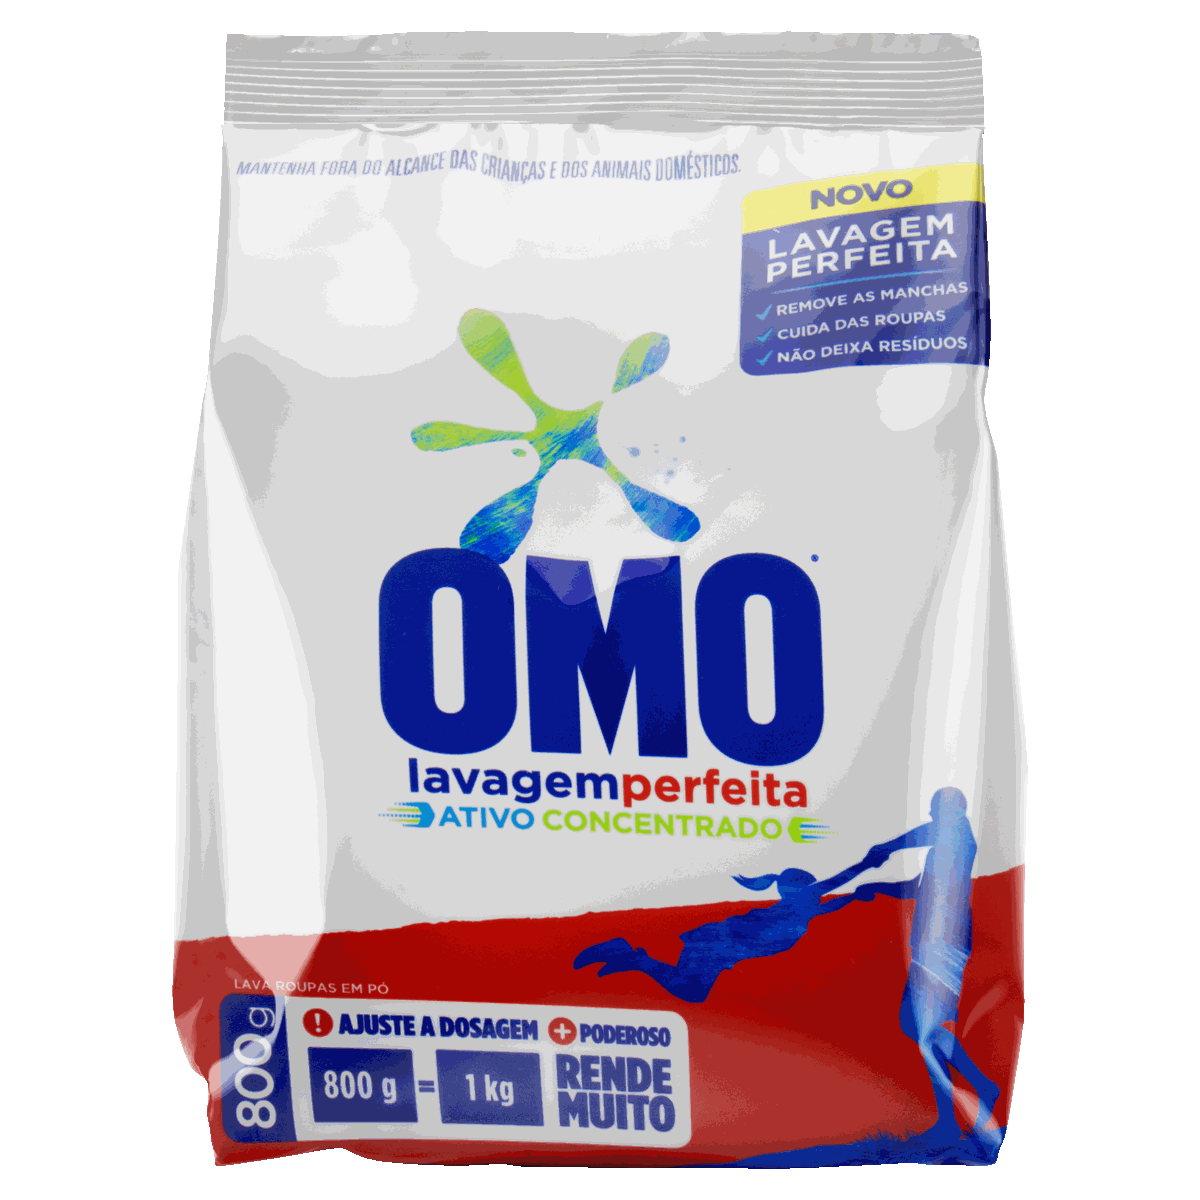 MANTENHA FORA DO ALCANCE DAS CRIANÇAS E DOS ANIMAIS DOMÉSTICOS.
NOVO
LAVAGEM
PERFEITA
REMOVE AS MANCHAS
CUIDA DAS ROUPAS
NÃO DEIXA RESÍDUOS
OMO
lavagemperfeita
ATIVO CONCENTRADO
LAVA ROUPAS EM PÓ
800g
! AJUSTE A DOSAGEM + PODEROSO
800 g = 1 kg
RENDE
MUITO